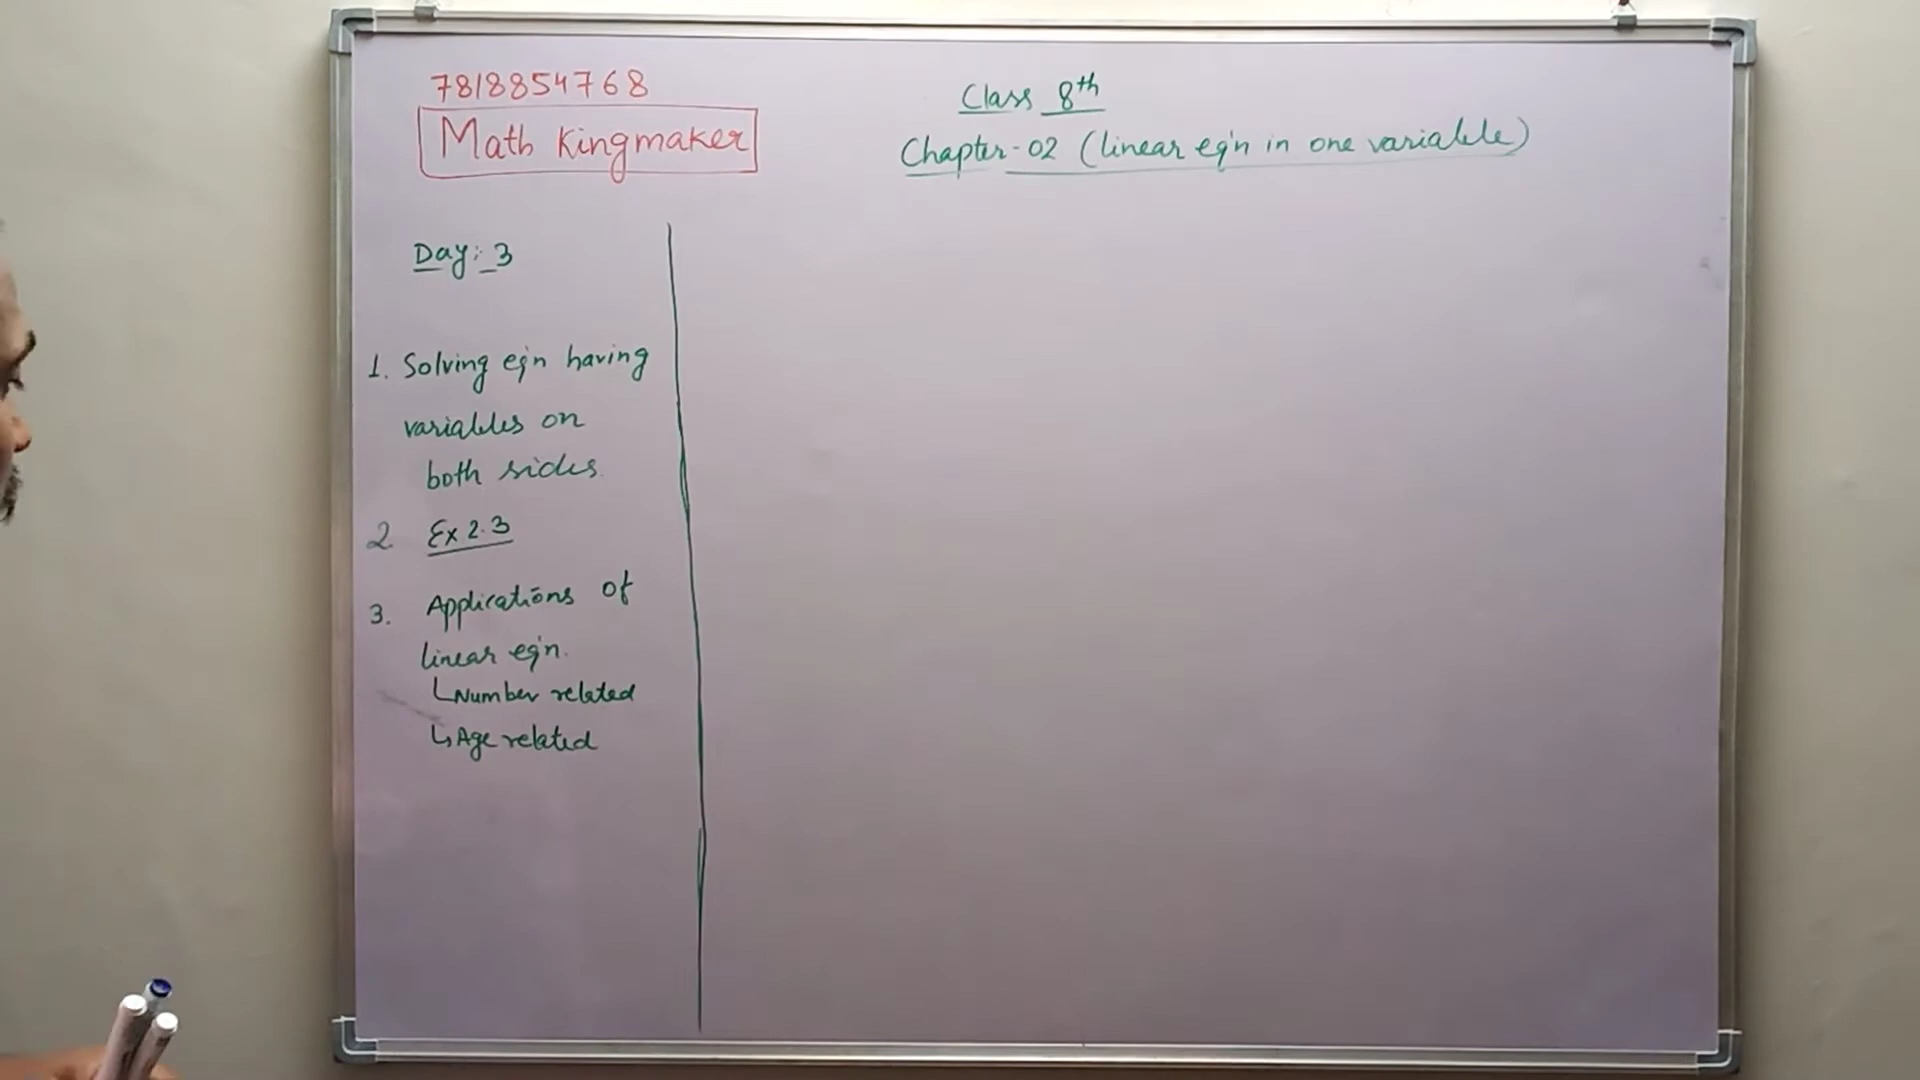 7818854768
Math Kingmaker
Class 8th
Chapter-02 (linear eq'n in one variable)
Day:-3
1. Solving eq'n having
variables on
both sides.
2. Ex 2.3
3. Applications of
linear eq'n.
Number related
↳ Age related